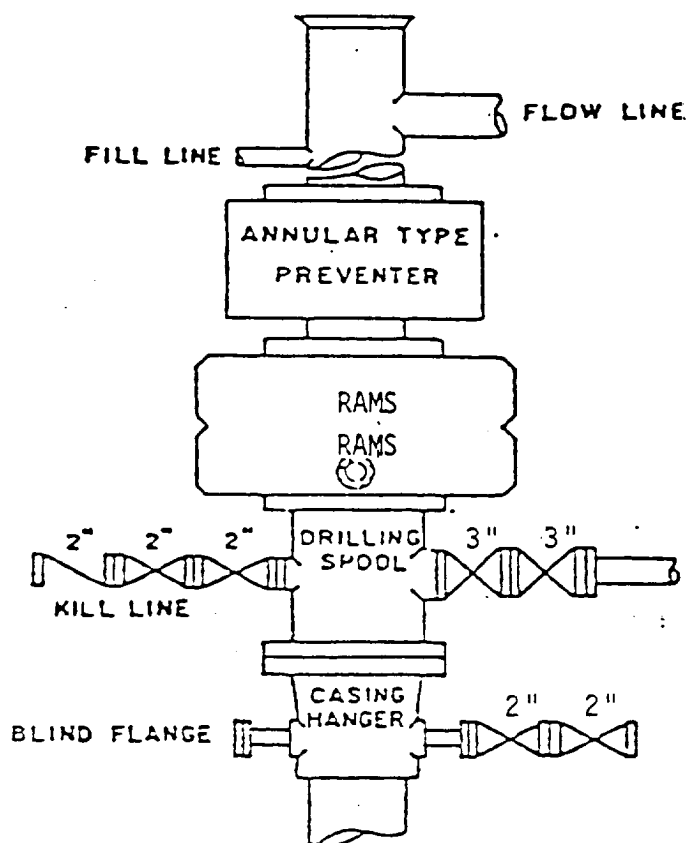 FLOW LINE
FILL LINE
ANNULAR TYPE
PREVENTER
RAMS
RAMS
2" 2" 2"
DRILLING
SPOOL
3" 3"
KILL LINE
CASING
HANGER
2" 2"
BLIND FLANGE